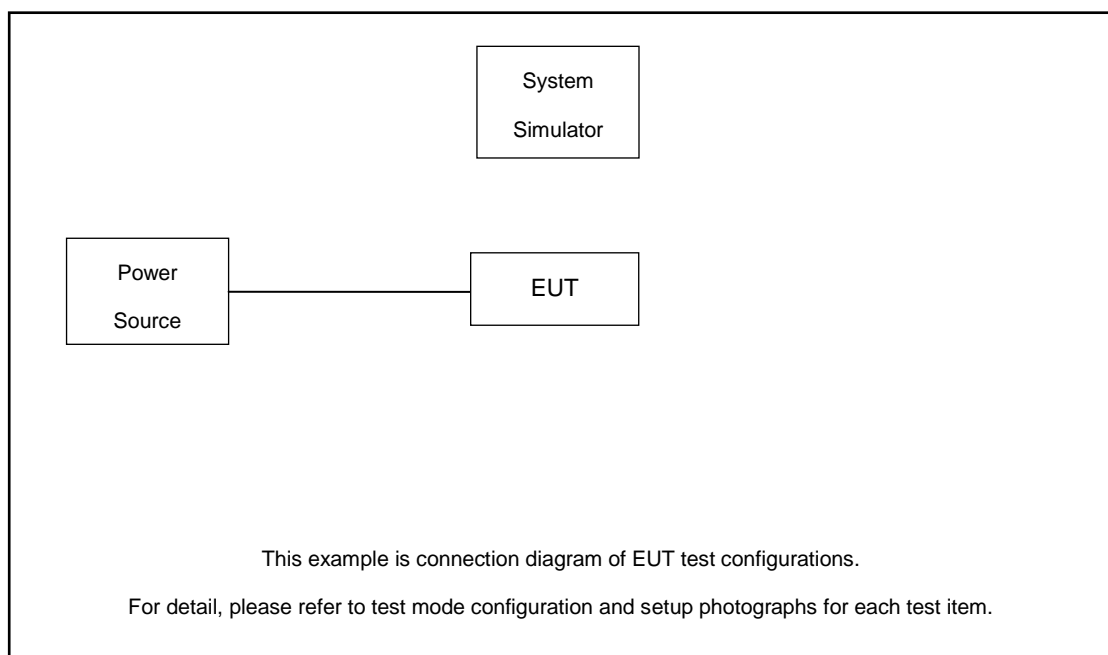 System
Simulator
Power
Source
EUT
This example is connection diagram of EUT test configurations.
For detail, please refer to test mode configuration and setup photographs for each test item.